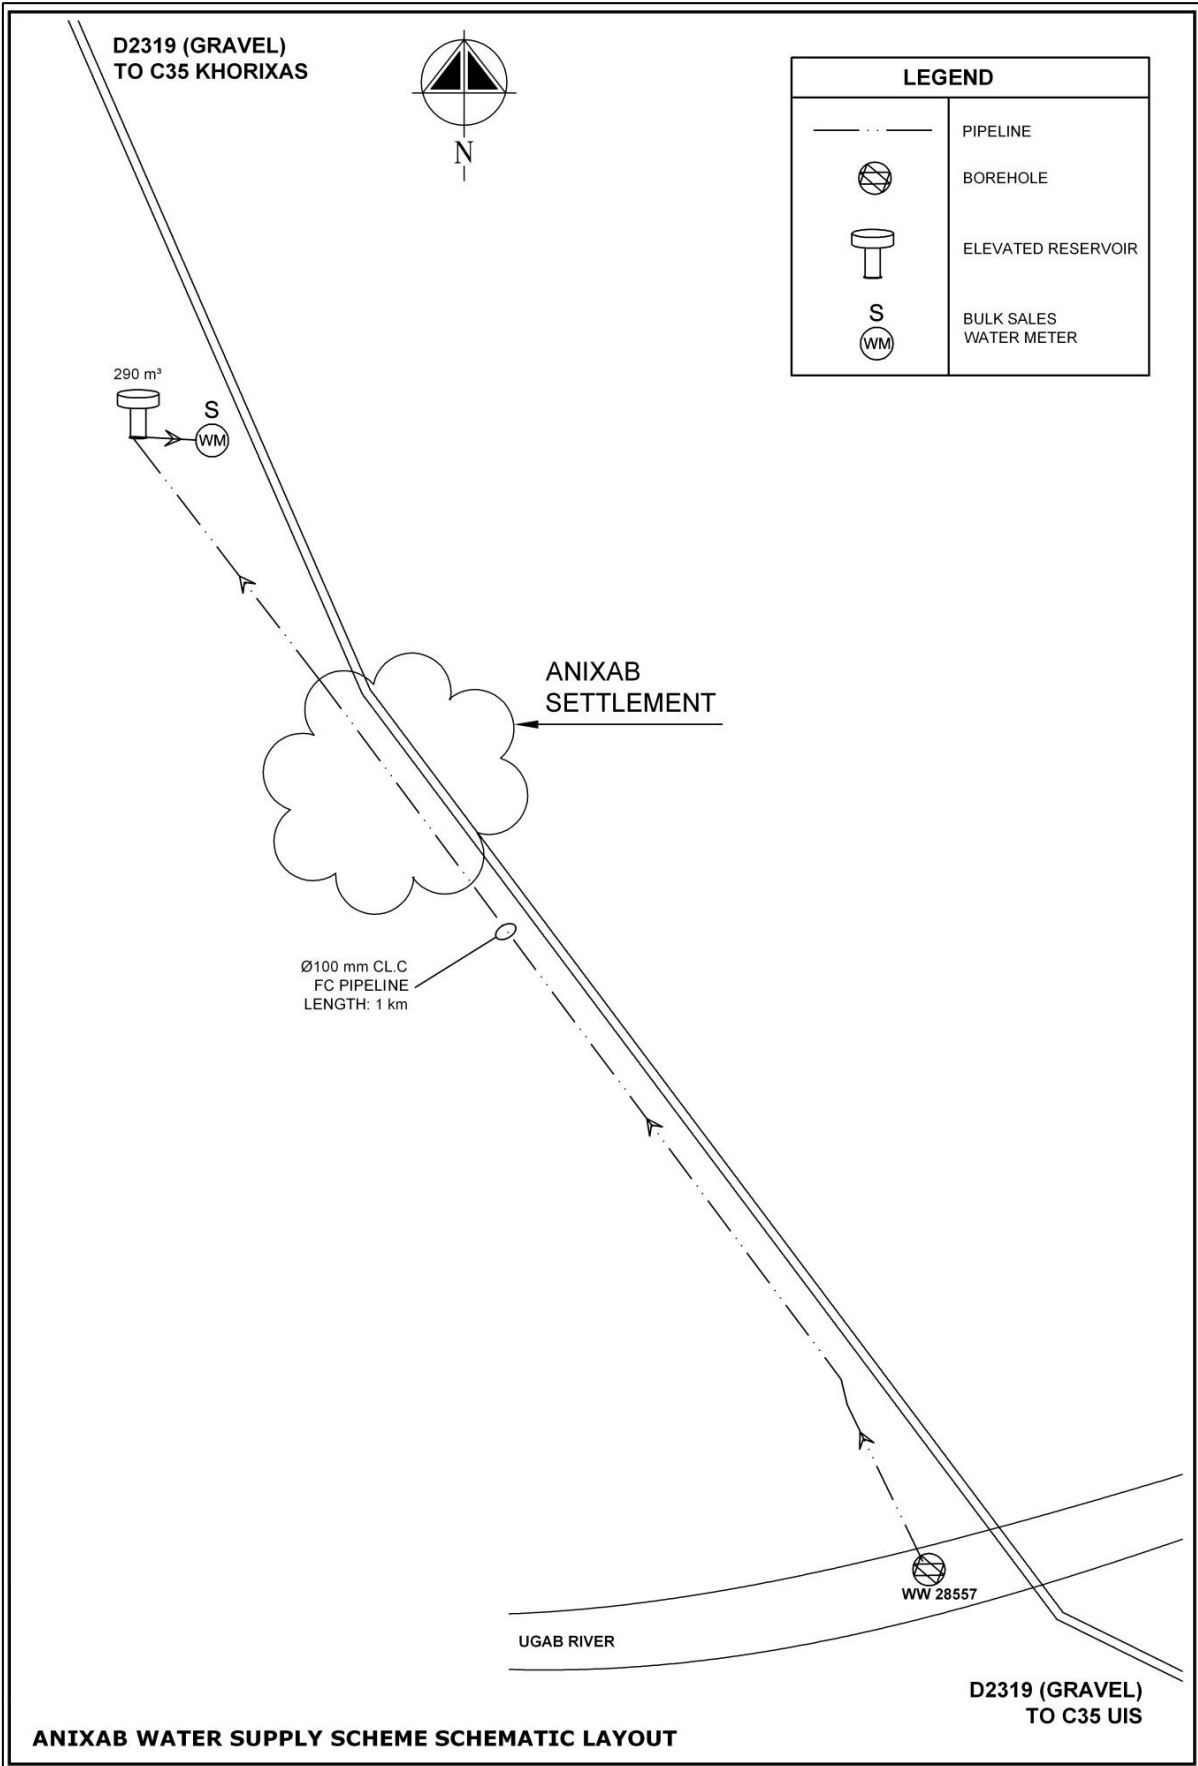 D2319 (GRAVEL)
TO C35 KHORIXAS
N
LEGEND
PIPELINE
BOREHOLE
ELEVATED RESERVOIR
S
WM
BULK SALES
WATER METER
290 m³
S
WM
ANIXAB
SETTLEMENT
Ø100 mm CL.C
FC PIPELINE
LENGTH: 1 km
WW 28557
UGAB RIVER
D2319 (GRAVEL)
TO C35 UIS
ANIXAB WATER SUPPLY SCHEME SCHEMATIC LAYOUT